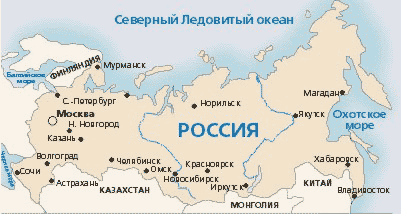 Северный Ледовитый океан
Балтийское
море
ФИНЛЯНДИЯ
Мурманск
С. -Петербург
Москва
Н. Новгород
Казань
Волгоград
Сочи
Астрахань
Челябинск
Омск
КАЗАХСТАН
Норильск
РОССИЯ
Красноярск
Новосибирск
Иркутск
МОНГОЛИЯ
КИТАЙ
Магадан
Якутск
Охотское
море
Хабаровск
Владивосток